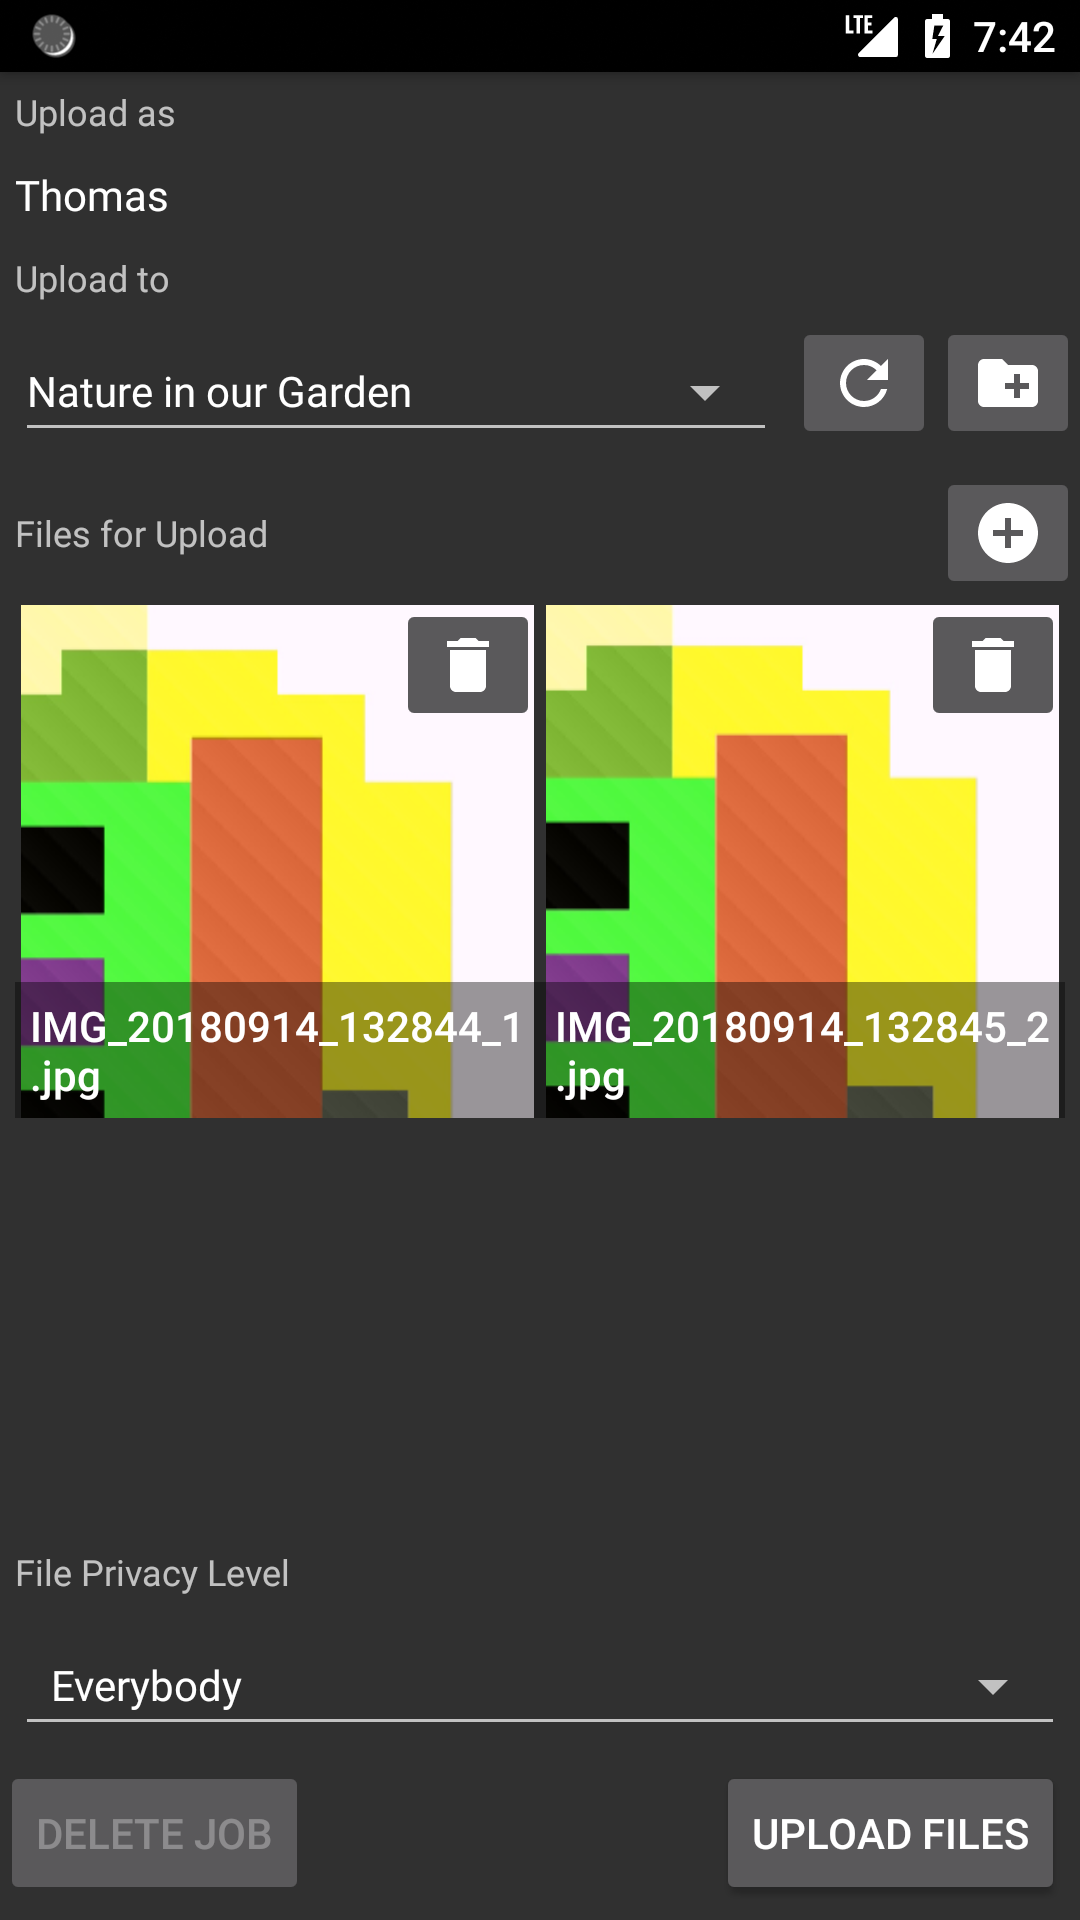 LTE 7:42
Upload as
Thomas
Upload to
Nature in our Garden
Files for Upload
IMG_20180914_132844_1
.jpg
IMG_20180914_132845_2
.jpg
File Privacy Level
Everybody
DELETE JOB
UPLOAD FILES